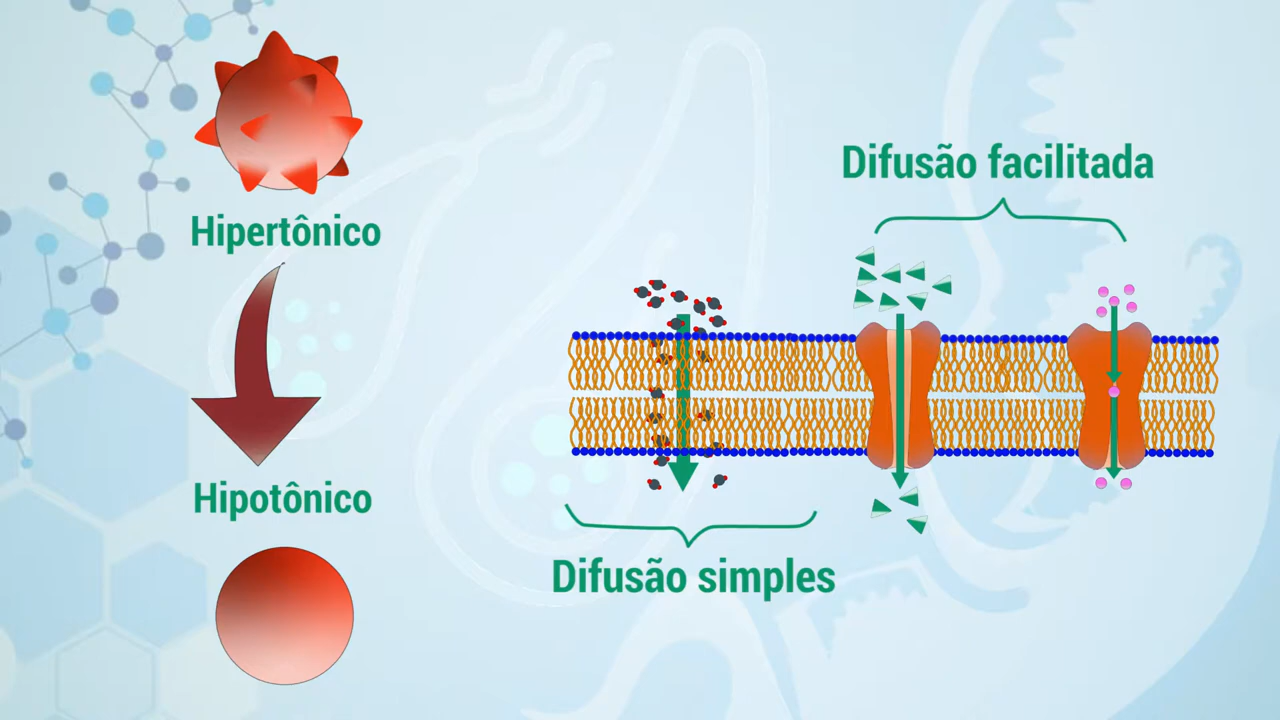 Hipertônico
Hipotônico
Difusão facilitada
Difusão simples